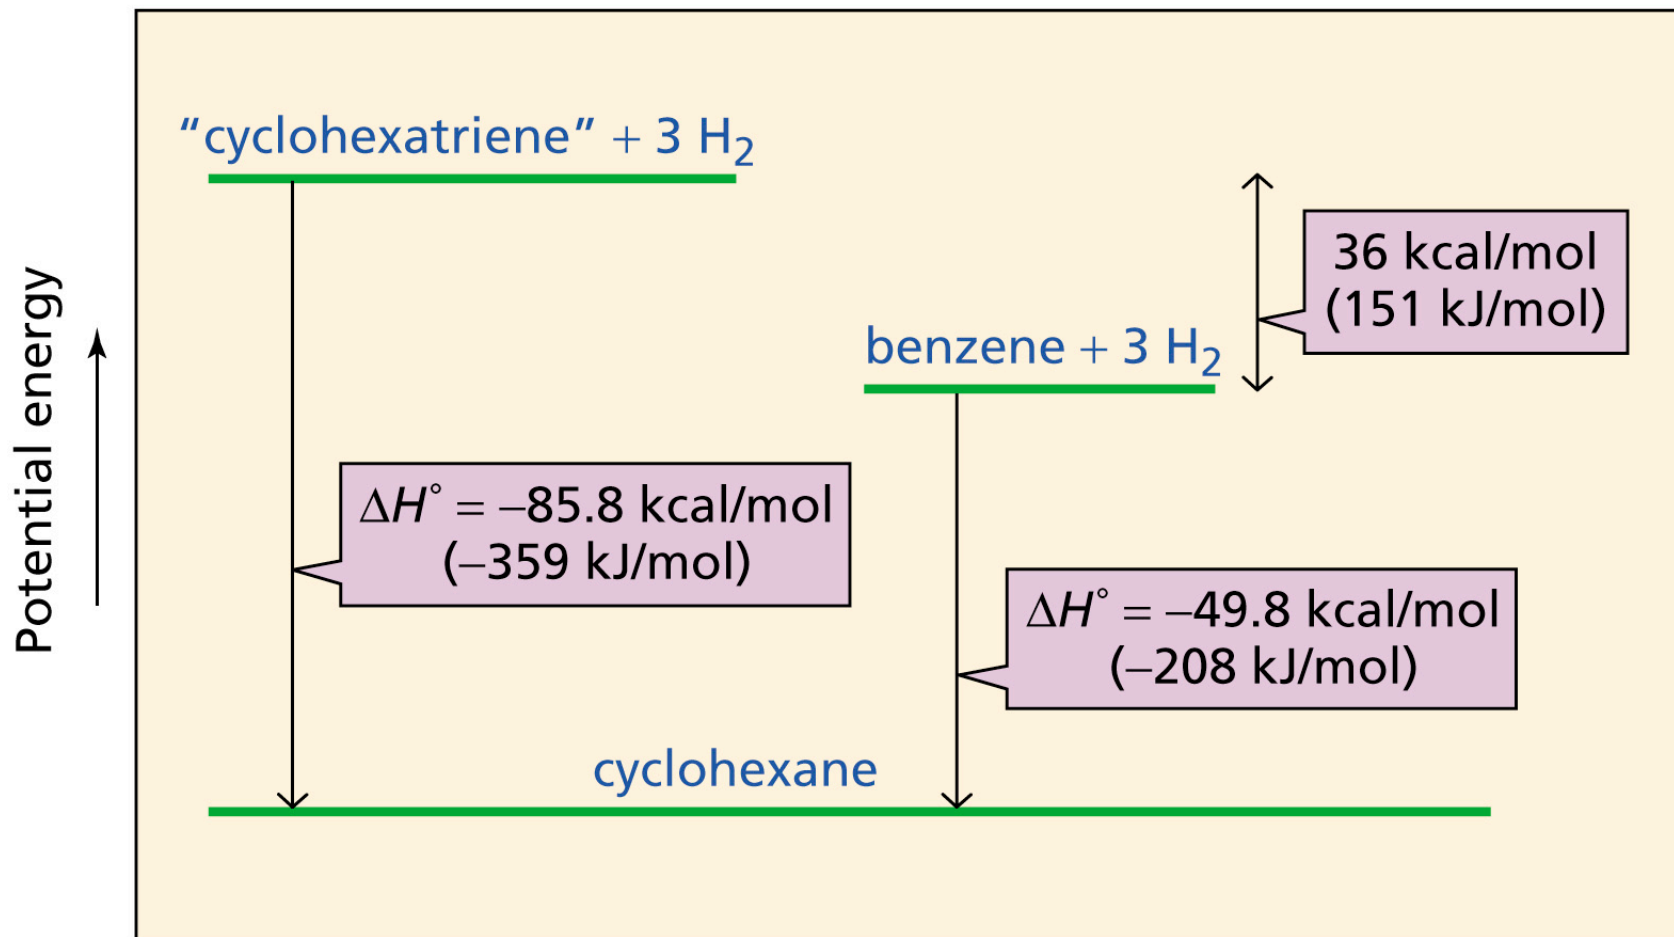 “cyclohexatriene” + 3 H₂
36 kcal/mol
(151 kJ/mol)
benzene + 3 H₂
Potential energy
ΔH° = –85.8 kcal/mol
(–359 kJ/mol)
ΔH° = –49.8 kcal/mol
(–208 kJ/mol)
cyclohexane